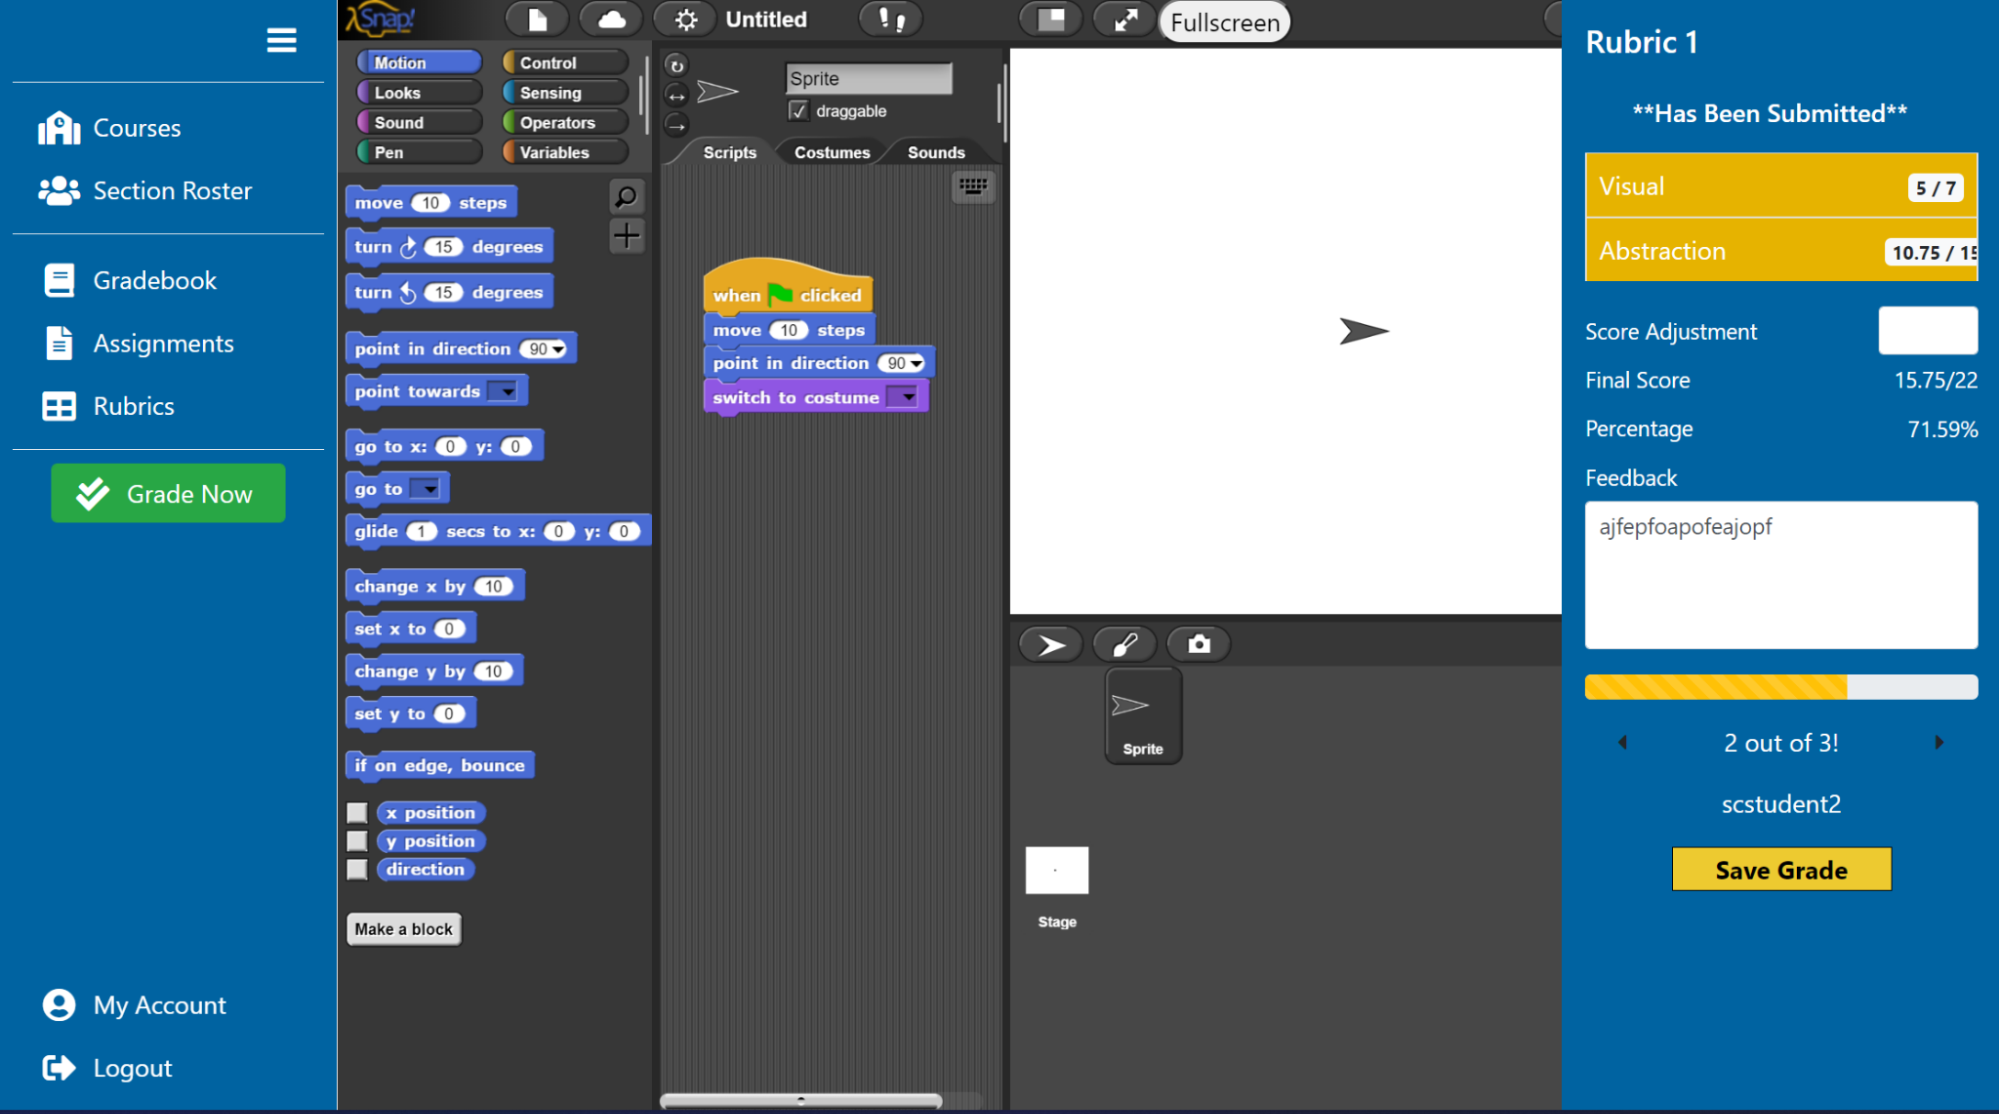 Courses
Section Roster
Gradebook
Assignments
Rubrics
Grade Now
My Account
Logout
Snap!
Motion
Control
Looks
Sensing
Sound
Operators
Pen
Variables
move 10 steps
turn 15 degrees
turn 15 degrees
point in direction 90
point towards
go to x: 0 y: 0
go to
glide 1 secs to x: 0 y: 0
change x by 10
set x to 0
change y by 10
set y to 0
if on edge, bounce
x position
y position
direction
Make a block
Untitled
Sprite
draggable
Scripts Costumes Sounds
when clicked
move 10 steps
point in direction 90
switch to costume
Fullscreen
Sprite
Stage
Rubric 1
**Has Been Submitted**
Visual 5 / 7
Abstraction 10.75 / 15
Score Adjustment
Final Score 15.75/22
Percentage 71.59%
Feedback
ajfepfoapofeajopf
2 out of 3!
scstudent2
Save Grade